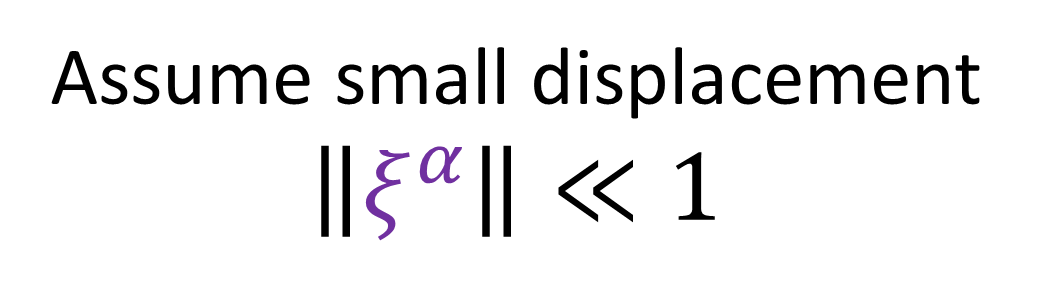 Assume small displacement
‖ξ^α‖ ≪ 1